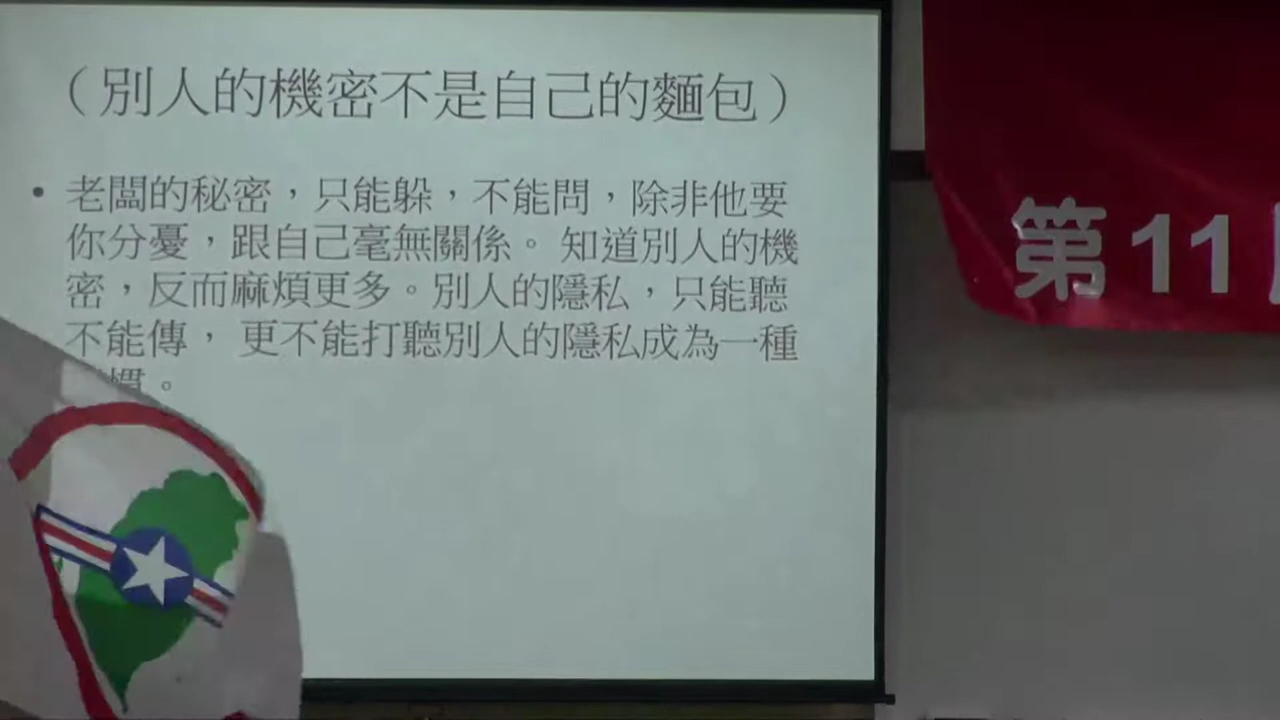 （別人的機密不是自己的麵包）
• 老闆的秘密，只能躲，不能問，除非他要
你分憂，跟自己毫無關係。 知道別人的機
密，反而麻煩更多。別人的隱私，只能聽
不能傳， 更不能打聽別人的隱私成為一種
慣。
第11